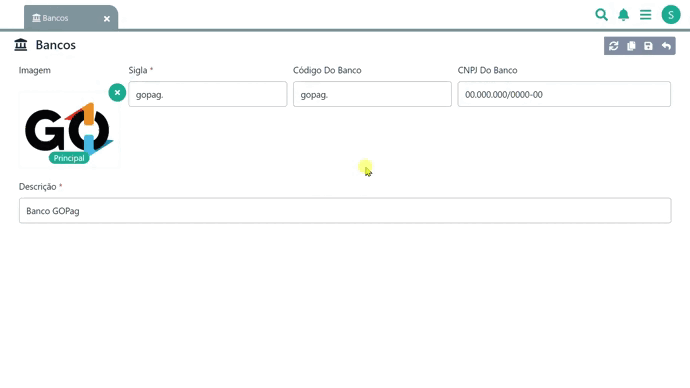 Bancos
S
Bancos
Imagem
Sigla *
Código Do Banco
CNPJ Do Banco
gopag.
gopag.
00.000.000/0000-00
GO
Principal
Descrição *
Banco GOPag